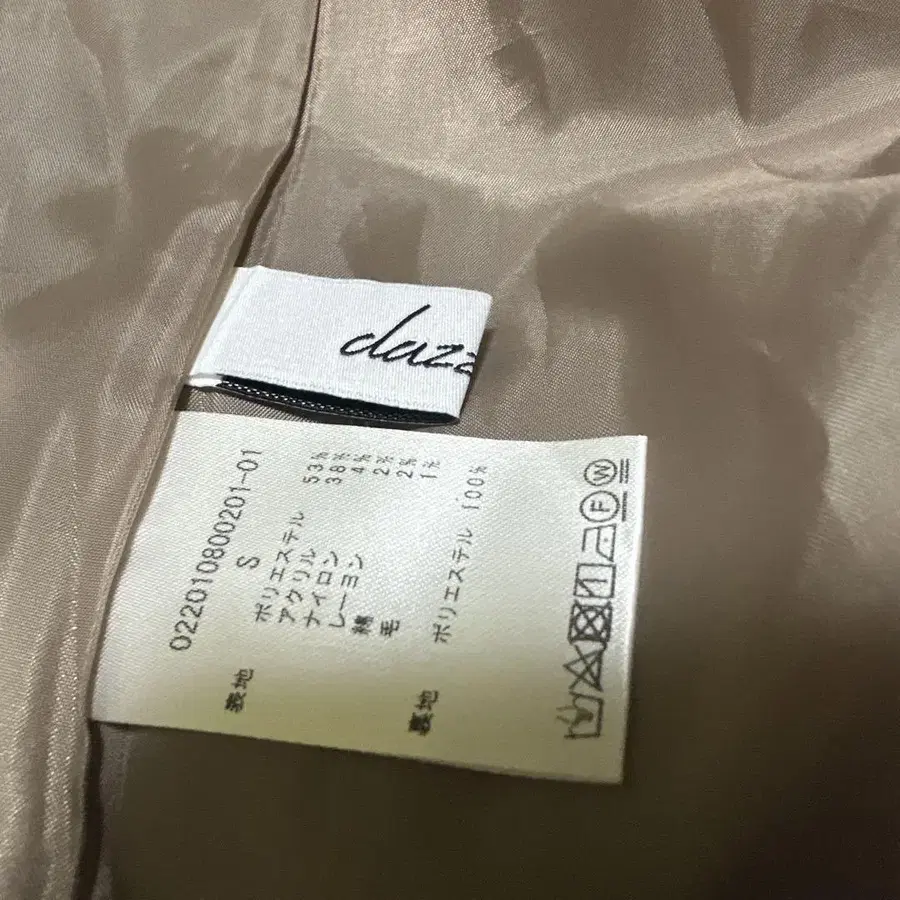 dazz
022010800201-01
S
表地 ポリエステル 53%
アクリル 38%
ナイロン 4%
レーヨン 2%
綿 2%
毛 1%
裏地 ポリエステル 100%
F W